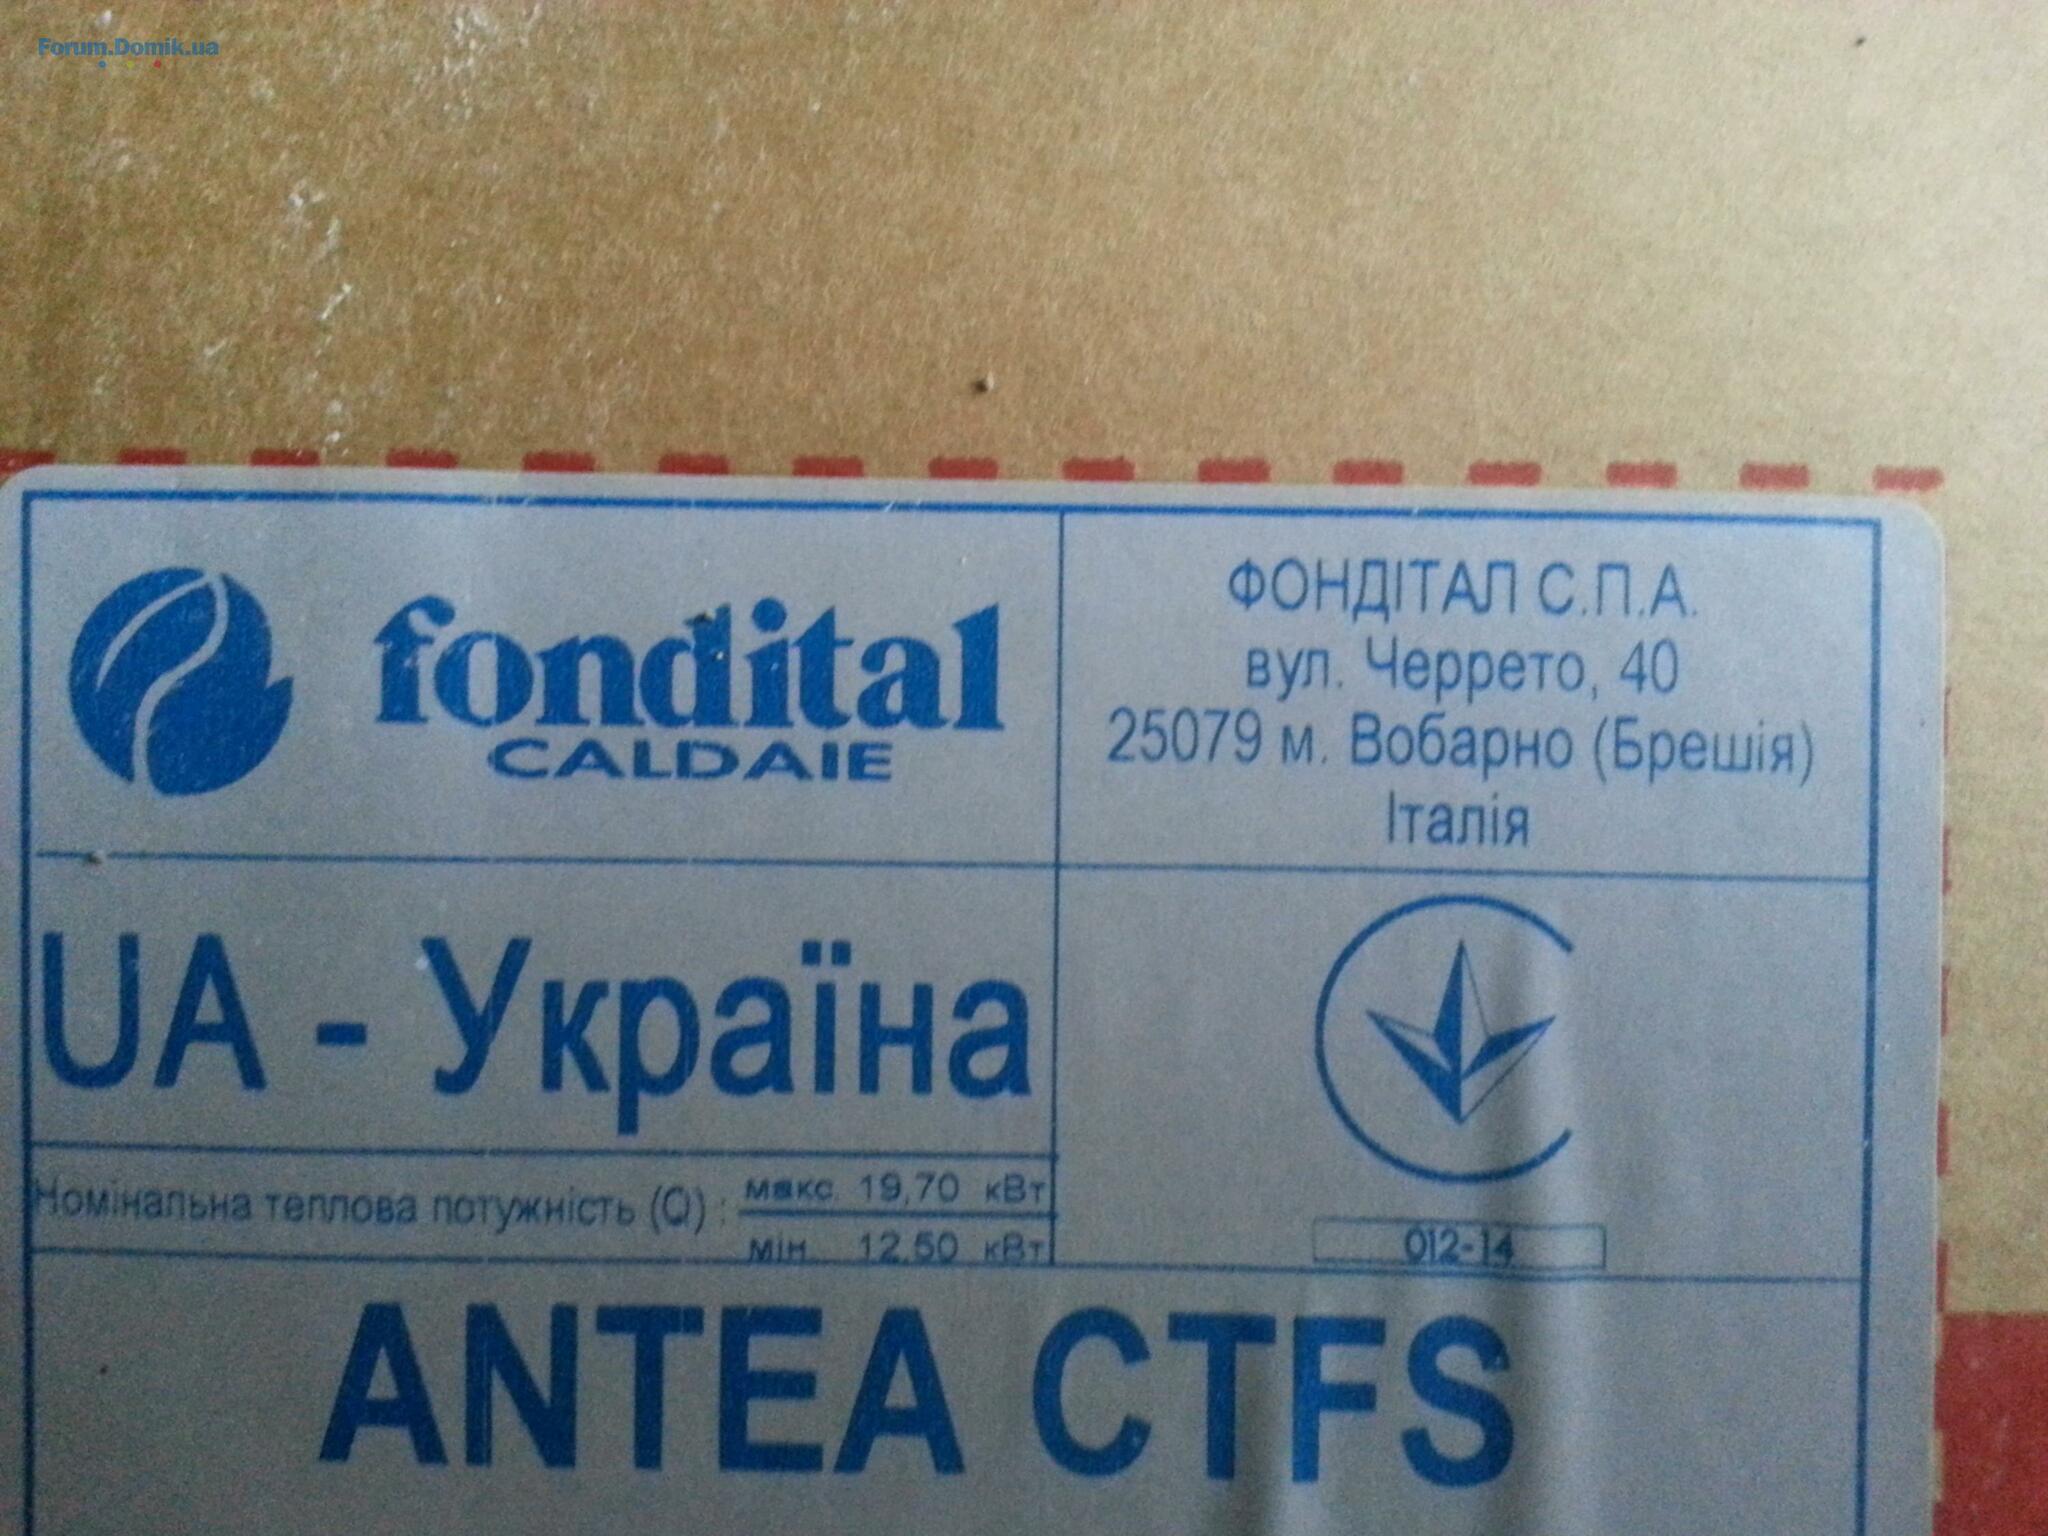 Forum.Domik.ua
fondital
CALDAIE
ФОНДІТАЛ С.П.А.
вул. Черрето, 40
25079 м. Вобарно (Брешія)
Італія
UA - Україна
Номінальна теплова потужність (Q) :
макс. 19,70 кВт
мін. 12,50 кВт
012-14
ANTEA CTFS